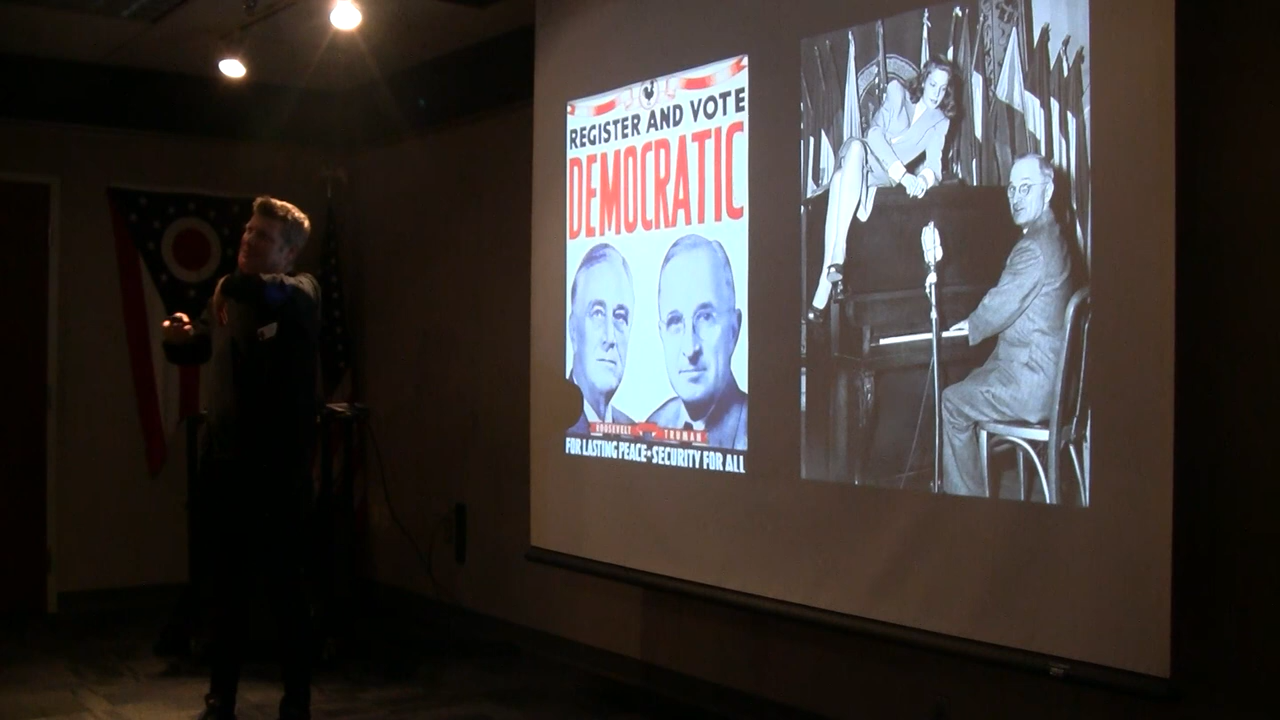 REGISTER AND VOTE
DEMOCRATIC
ROOSEVELT TRUMAN
FOR LASTING PEACE - SECURITY FOR ALL